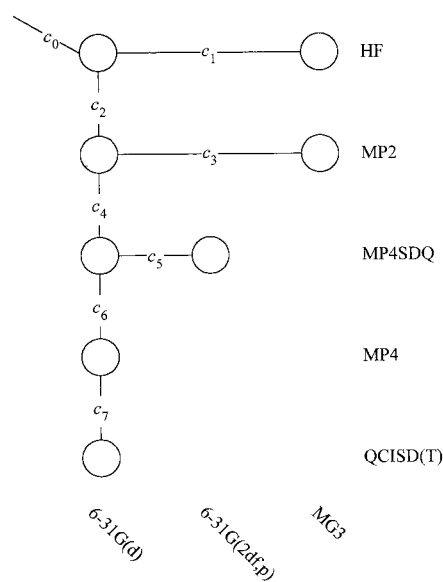 c0
c1
HF
c2
c3
MP2
c4
c5
MP4SDQ
c6
MP4
c7
QCISD(T)
6-31G(d)
6-31G(2df,p)
MG3